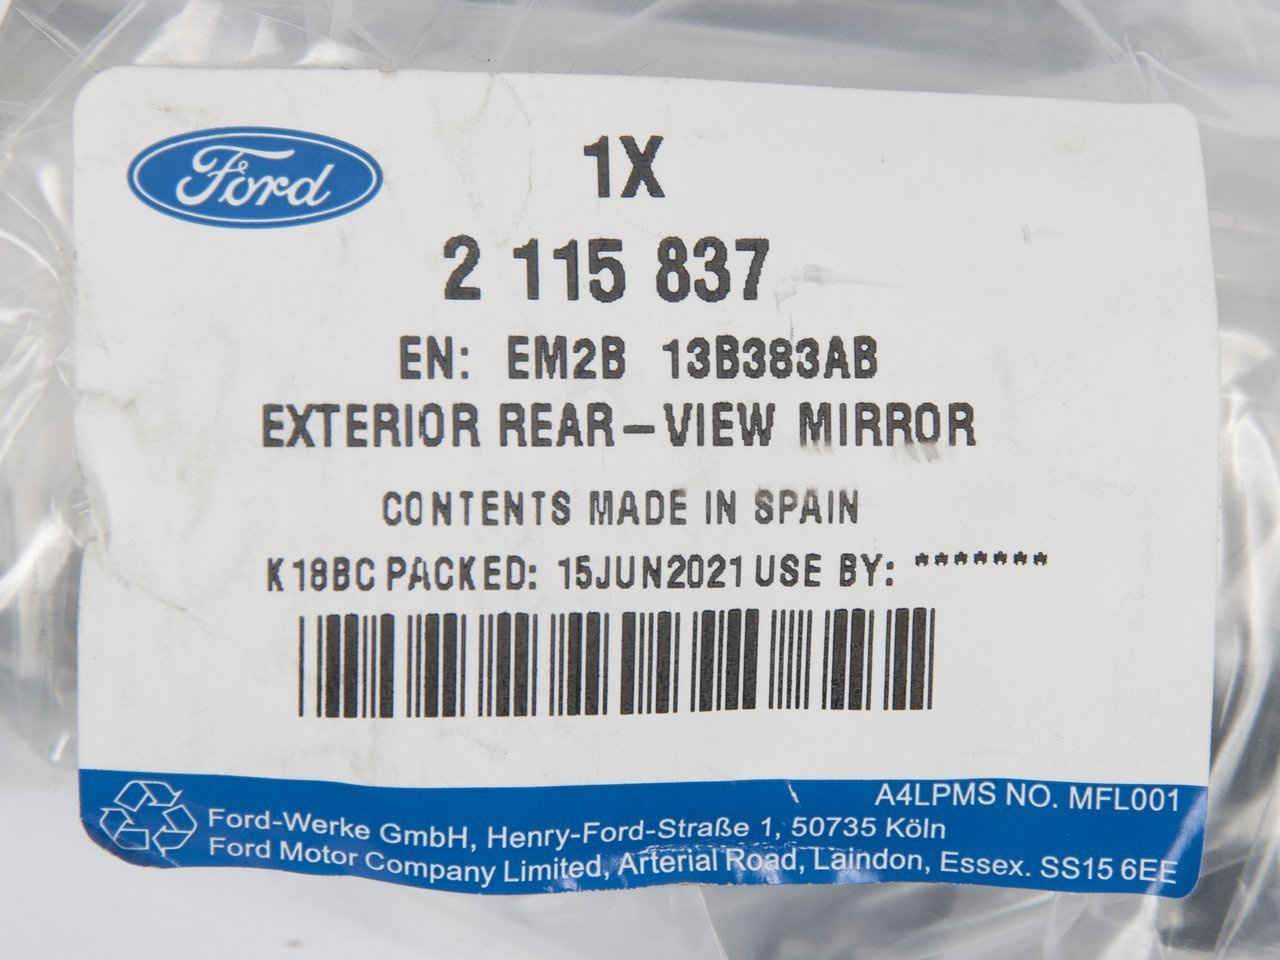 Ford
1X
2 115 837
EN: EM2B 13B383AB
EXTERIOR REAR-VIEW MIRROR
CONTENTS MADE IN SPAIN
K18BC PACKED: 15JUN2021 USE BY: *******
A4LPMS NO. MFL001
Ford-Werke GmbH, Henry-Ford-Straße 1, 50735 Köln
Ford Motor Company Limited, Arterial Road, Laindon, Essex. SS15 6EE